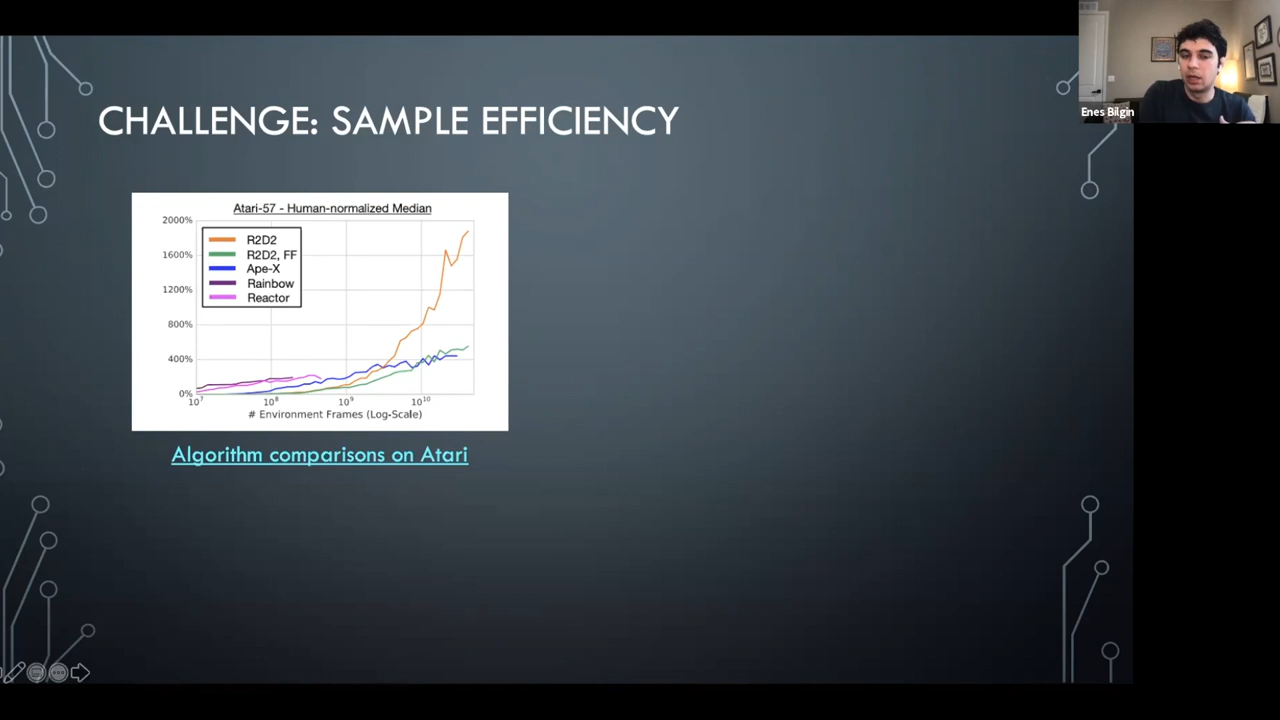 Enes Bilgin
CHALLENGE: SAMPLE EFFICIENCY
Atari-57 - Human-normalized Median
2000%
1600%
1200%
800%
400%
0%
R2D2
R2D2, FF
Ape-X
Rainbow
Reactor
10⁷ 10⁸ 10⁹ 10¹⁰
# Environment Frames (Log-Scale)
Algorithm comparisons on Atari